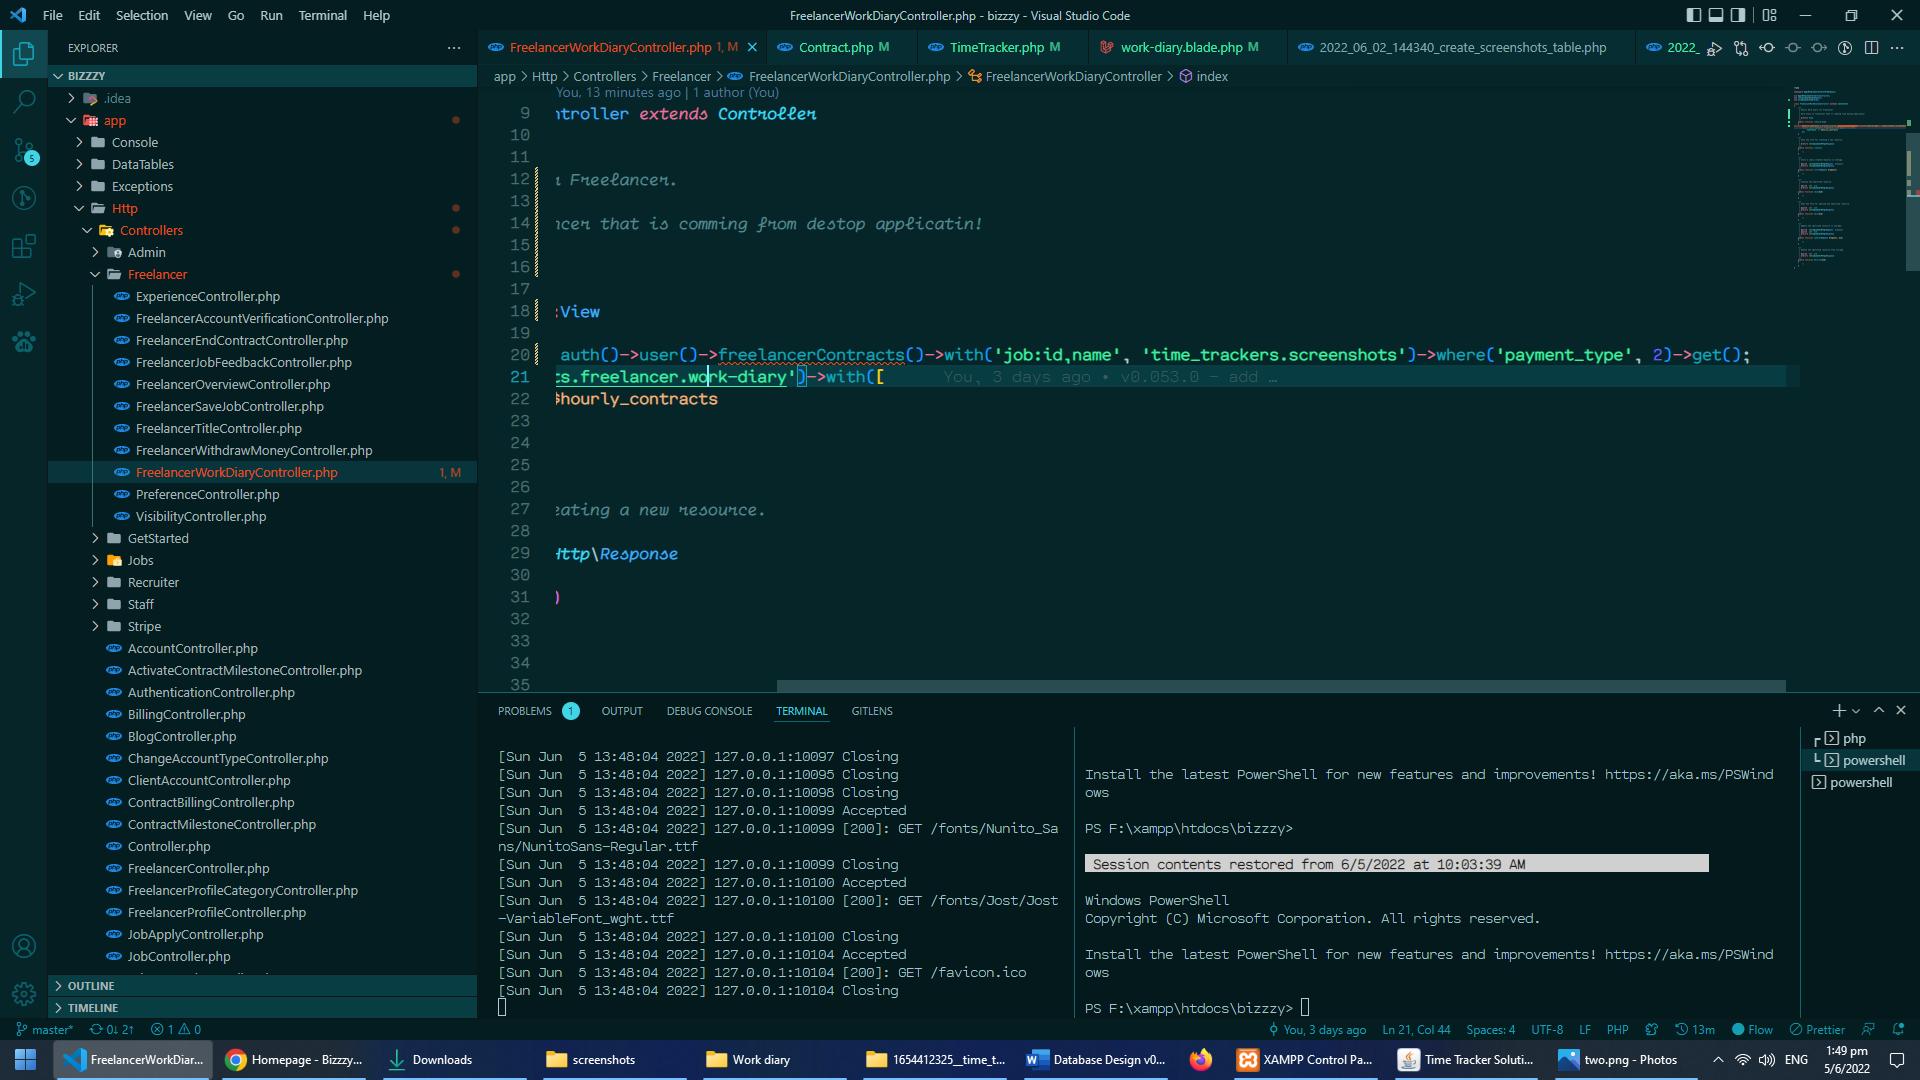 File Edit Selection View Go Run Terminal Help
FreelancerWorkDiaryController.php - bizzzy - Visual Studio Code
EXPLORER
BIZZZY
.idea
app
Console
DataTables
Exceptions
Http
Controllers
Admin
Freelancer
ExperienceController.php
FreelancerAccountVerificationController.php
FreelancerEndContractController.php
FreelancerJobFeedbackController.php
FreelancerOverviewController.php
FreelancerSaveJobController.php
FreelancerTitleController.php
FreelancerWithdrawMoneyController.php
FreelancerWorkDiaryController.php 1, M
PreferenceController.php
VisibilityController.php
GetStarted
Jobs
Recruiter
Staff
Stripe
AccountController.php
ActivateContractMilestoneController.php
AuthenticationController.php
BillingController.php
BlogController.php
ChangeAccountTypeController.php
ClientAccountController.php
ContractBillingController.php
ContractMilestoneController.php
Controller.php
FreelancerController.php
FreelancerProfileCategoryController.php
FreelancerProfileController.php
JobApplyController.php
JobController.php
OUTLINE
TIMELINE
5
FreelancerWorkDiaryController.php 1, M
Contract.php M
TimeTracker.php M
work-diary.blade.php M
2022_06_02_144340_create_screenshots_table.php
2022_
app > Http > Controllers > Freelancer > FreelancerWorkDiaryController.php > FreelancerWorkDiaryController > index
You, 13 minutes ago | 1 author (You)
9 ntroller extends Controller
10
11
12 Freelancer.
13
14 ncer that is comming from destop applicatin!
15
16
17
18 :View
19
20 auth()->user()->freelancerContracts()->with('job:id,name', 'time_trackers.screenshots')->where('payment_type', 2)->get();
21 ts.freelancer.work-diary')->with([ You, 3 days ago • v0.053.0 - add …
22 $hourly_contracts
23
24
25
26
27 eating a new resource.
28
29 Http\Response
30
31 )
32
33
34
35
PROBLEMS 1 OUTPUT DEBUG CONSOLE TERMINAL GITLENS
[Sun Jun  5 13:48:04 2022] 127.0.0.1:10097 Closing
[Sun Jun  5 13:48:04 2022] 127.0.0.1:10095 Closing
[Sun Jun  5 13:48:04 2022] 127.0.0.1:10098 Closing
[Sun Jun  5 13:48:04 2022] 127.0.0.1:10099 Accepted
[Sun Jun  5 13:48:04 2022] 127.0.0.1:10099 [200]: GET /fonts/Nunito_Sa
ns/NunitoSans-Regular.ttf
[Sun Jun  5 13:48:04 2022] 127.0.0.1:10099 Closing
[Sun Jun  5 13:48:04 2022] 127.0.0.1:10100 Accepted
[Sun Jun  5 13:48:04 2022] 127.0.0.1:10100 [200]: GET /fonts/Jost/Jost
-VariableFont_wght.ttf
[Sun Jun  5 13:48:04 2022] 127.0.0.1:10100 Closing
[Sun Jun  5 13:48:04 2022] 127.0.0.1:10104 Accepted
[Sun Jun  5 13:48:04 2022] 127.0.0.1:10104 [200]: GET /favicon.ico
[Sun Jun  5 13:48:04 2022] 127.0.0.1:10104 Closing
Install the latest PowerShell for new features and improvements! https://aka.ms/PSWind
ows
PS F:\xampp\htdocs\bizzzy>
Session contents restored from 6/5/2022 at 10:03:39 AM
Windows PowerShell
Copyright (C) Microsoft Corporation. All rights reserved.
Install the latest PowerShell for new features and improvements! https://aka.ms/PSWind
ows
PS F:\xampp\htdocs\bizzzy>
php
powershell
powershell
master* 0↓ 2↑ 1 0
You, 3 days ago Ln 21, Col 44 Spaces: 4 UTF-8 LF PHP 13m Flow Prettier
FreelancerWorkDiar... Homepage - Bizzzy... Downloads screenshots Work diary 1654412325__time_t... Database Design v0... XAMPP Control Pa... Time Tracker Soluti... two.png - Photos ENG
1:49 pm
5/6/2022